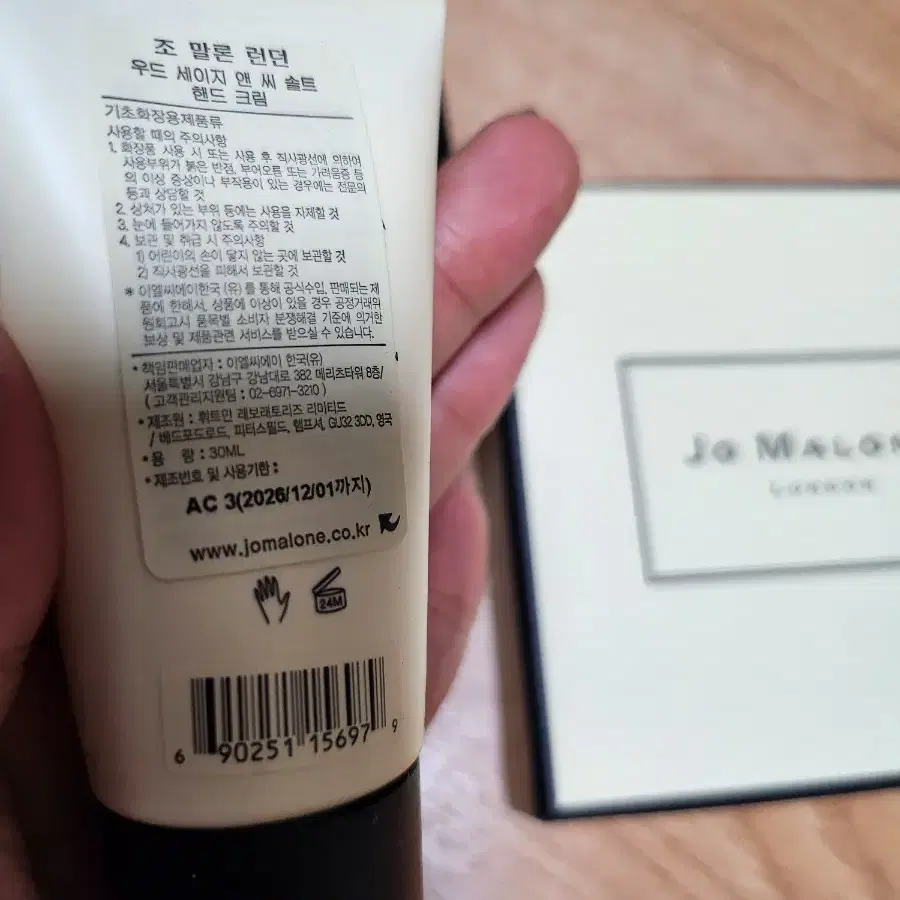 조 말론 런던
우드 세이지 앤 씨 솔트
핸드 크림
기초화장용제품류
사용할 때의 주의사항
1. 화장품 사용 시 또는 사용 후 직사광선에 의하여
사용부위가 붉은 반점, 부어오름 또는 가려움증 등
의 이상 증상이나 부작용이 있는 경우에는 전문의
등과 상담할 것
2. 상처가 있는 부위 등에는 사용을 자제할 것
3. 눈에 들어가지 않도록 주의할 것
4. 보관 및 취급 시 주의사항
1) 어린이의 손이 닿지 않는 곳에 보관할 것
2) 직사광선을 피해서 보관할 것
* 이엘씨에이한국 (유)를 통해 공식수입, 판매되는 제
품에 한해서, 상품에 이상이 있을 경우 공정거래위
원회고시 품목별 소비자 분쟁해결 기준에 의거한
보상 및 제품관련 서비스를 받으실 수 있습니다.
• 책임판매업자 : 이엘씨에이 한국(유)
서울특별시 강남구 강남대로 382 메리츠타워 8층/
( 고객관리지원팀 : 02-6971-3210 )
• 제조원 : 휘트먼 래보래토리즈 리미티드
/ 베드포드로드, 피터스필드, 햄프셔, GU32 3DD, 영국
• 용 량 : 30ML
• 제조번호 및 사용기한 :
AC 3(2026/12/01까지)
www.jomalone.co.kr
24M
6 90251 15697 9
JO MALON
LONDON